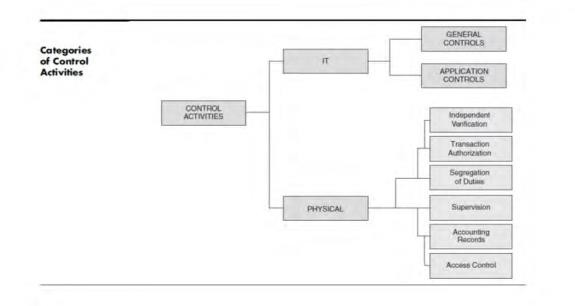 Categories
of Control
Activities
CONTROL
ACTIVITIES
IT
GENERAL
CONTROLS
APPLICATION
CONTROLS
PHYSICAL
Independent
Verification
Transaction
Authorization
Segregation
of Duties
Supervision
Accounting
Records
Access Control